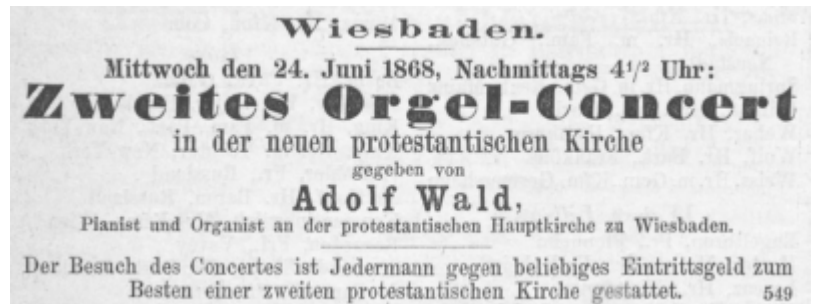 Wiesbaden.
Mittwoch den 24. Juni 1868, Nachmittags 4¹/₂ Uhr:
Zweites Orgel-Concert
in der neuen protestantischen Kirche
gegeben von
Adolf Wald,
Pianist und Organist an der protestantischen Hauptkirche zu Wiesbaden.
Der Besuch des Concertes ist Jedermann gegen beliebiges Eintrittsgeld zum
Besten einer zweiten protestantischen Kirche gestattet. 549